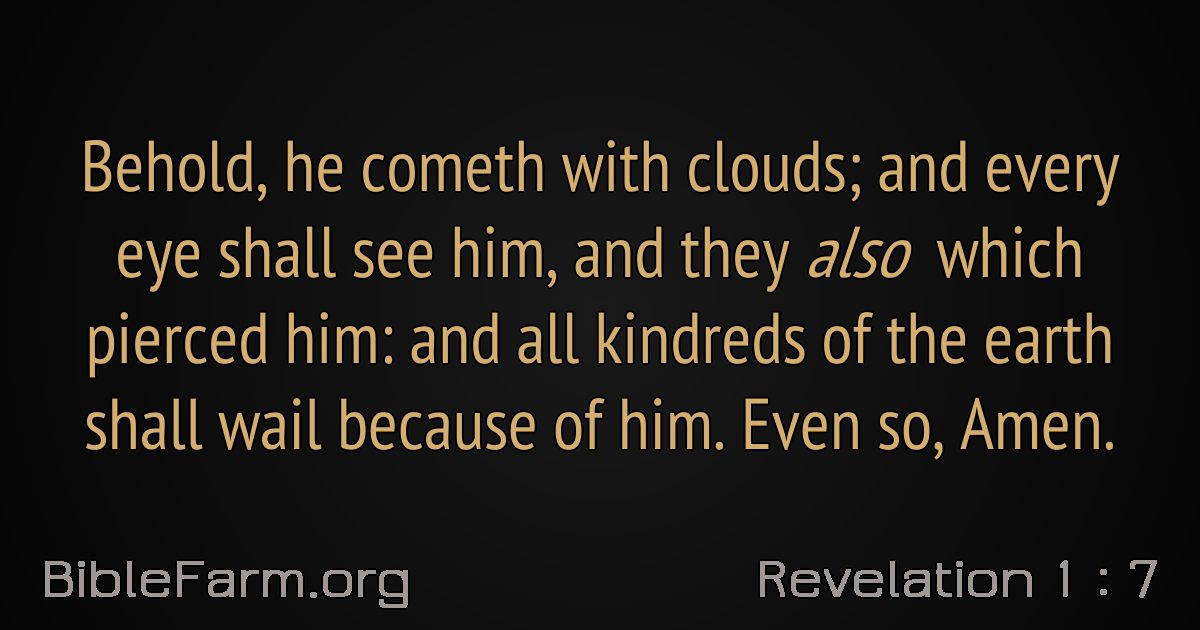 Behold, he cometh with clouds; and every
eye shall see him, and they also which
pierced him: and all kindreds of the earth
shall wail because of him. Even so, Amen.
BibleFarm.org
Revelation 1 : 7